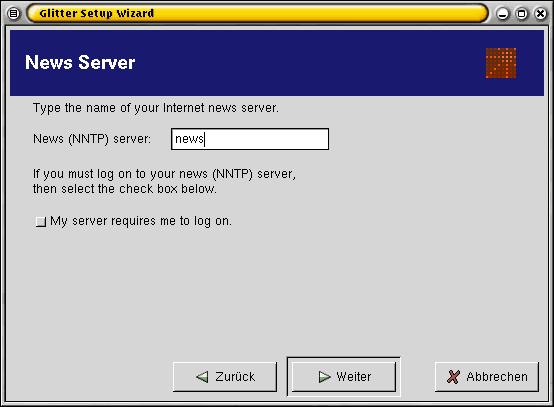 Glitter Setup Wizard
News Server
Type the name of your Internet news server.
News (NNTP) server: news
If you must log on to your news (NNTP) server,
then select the check box below.
My server requires me to log on.
Zurück Weiter Abbrechen